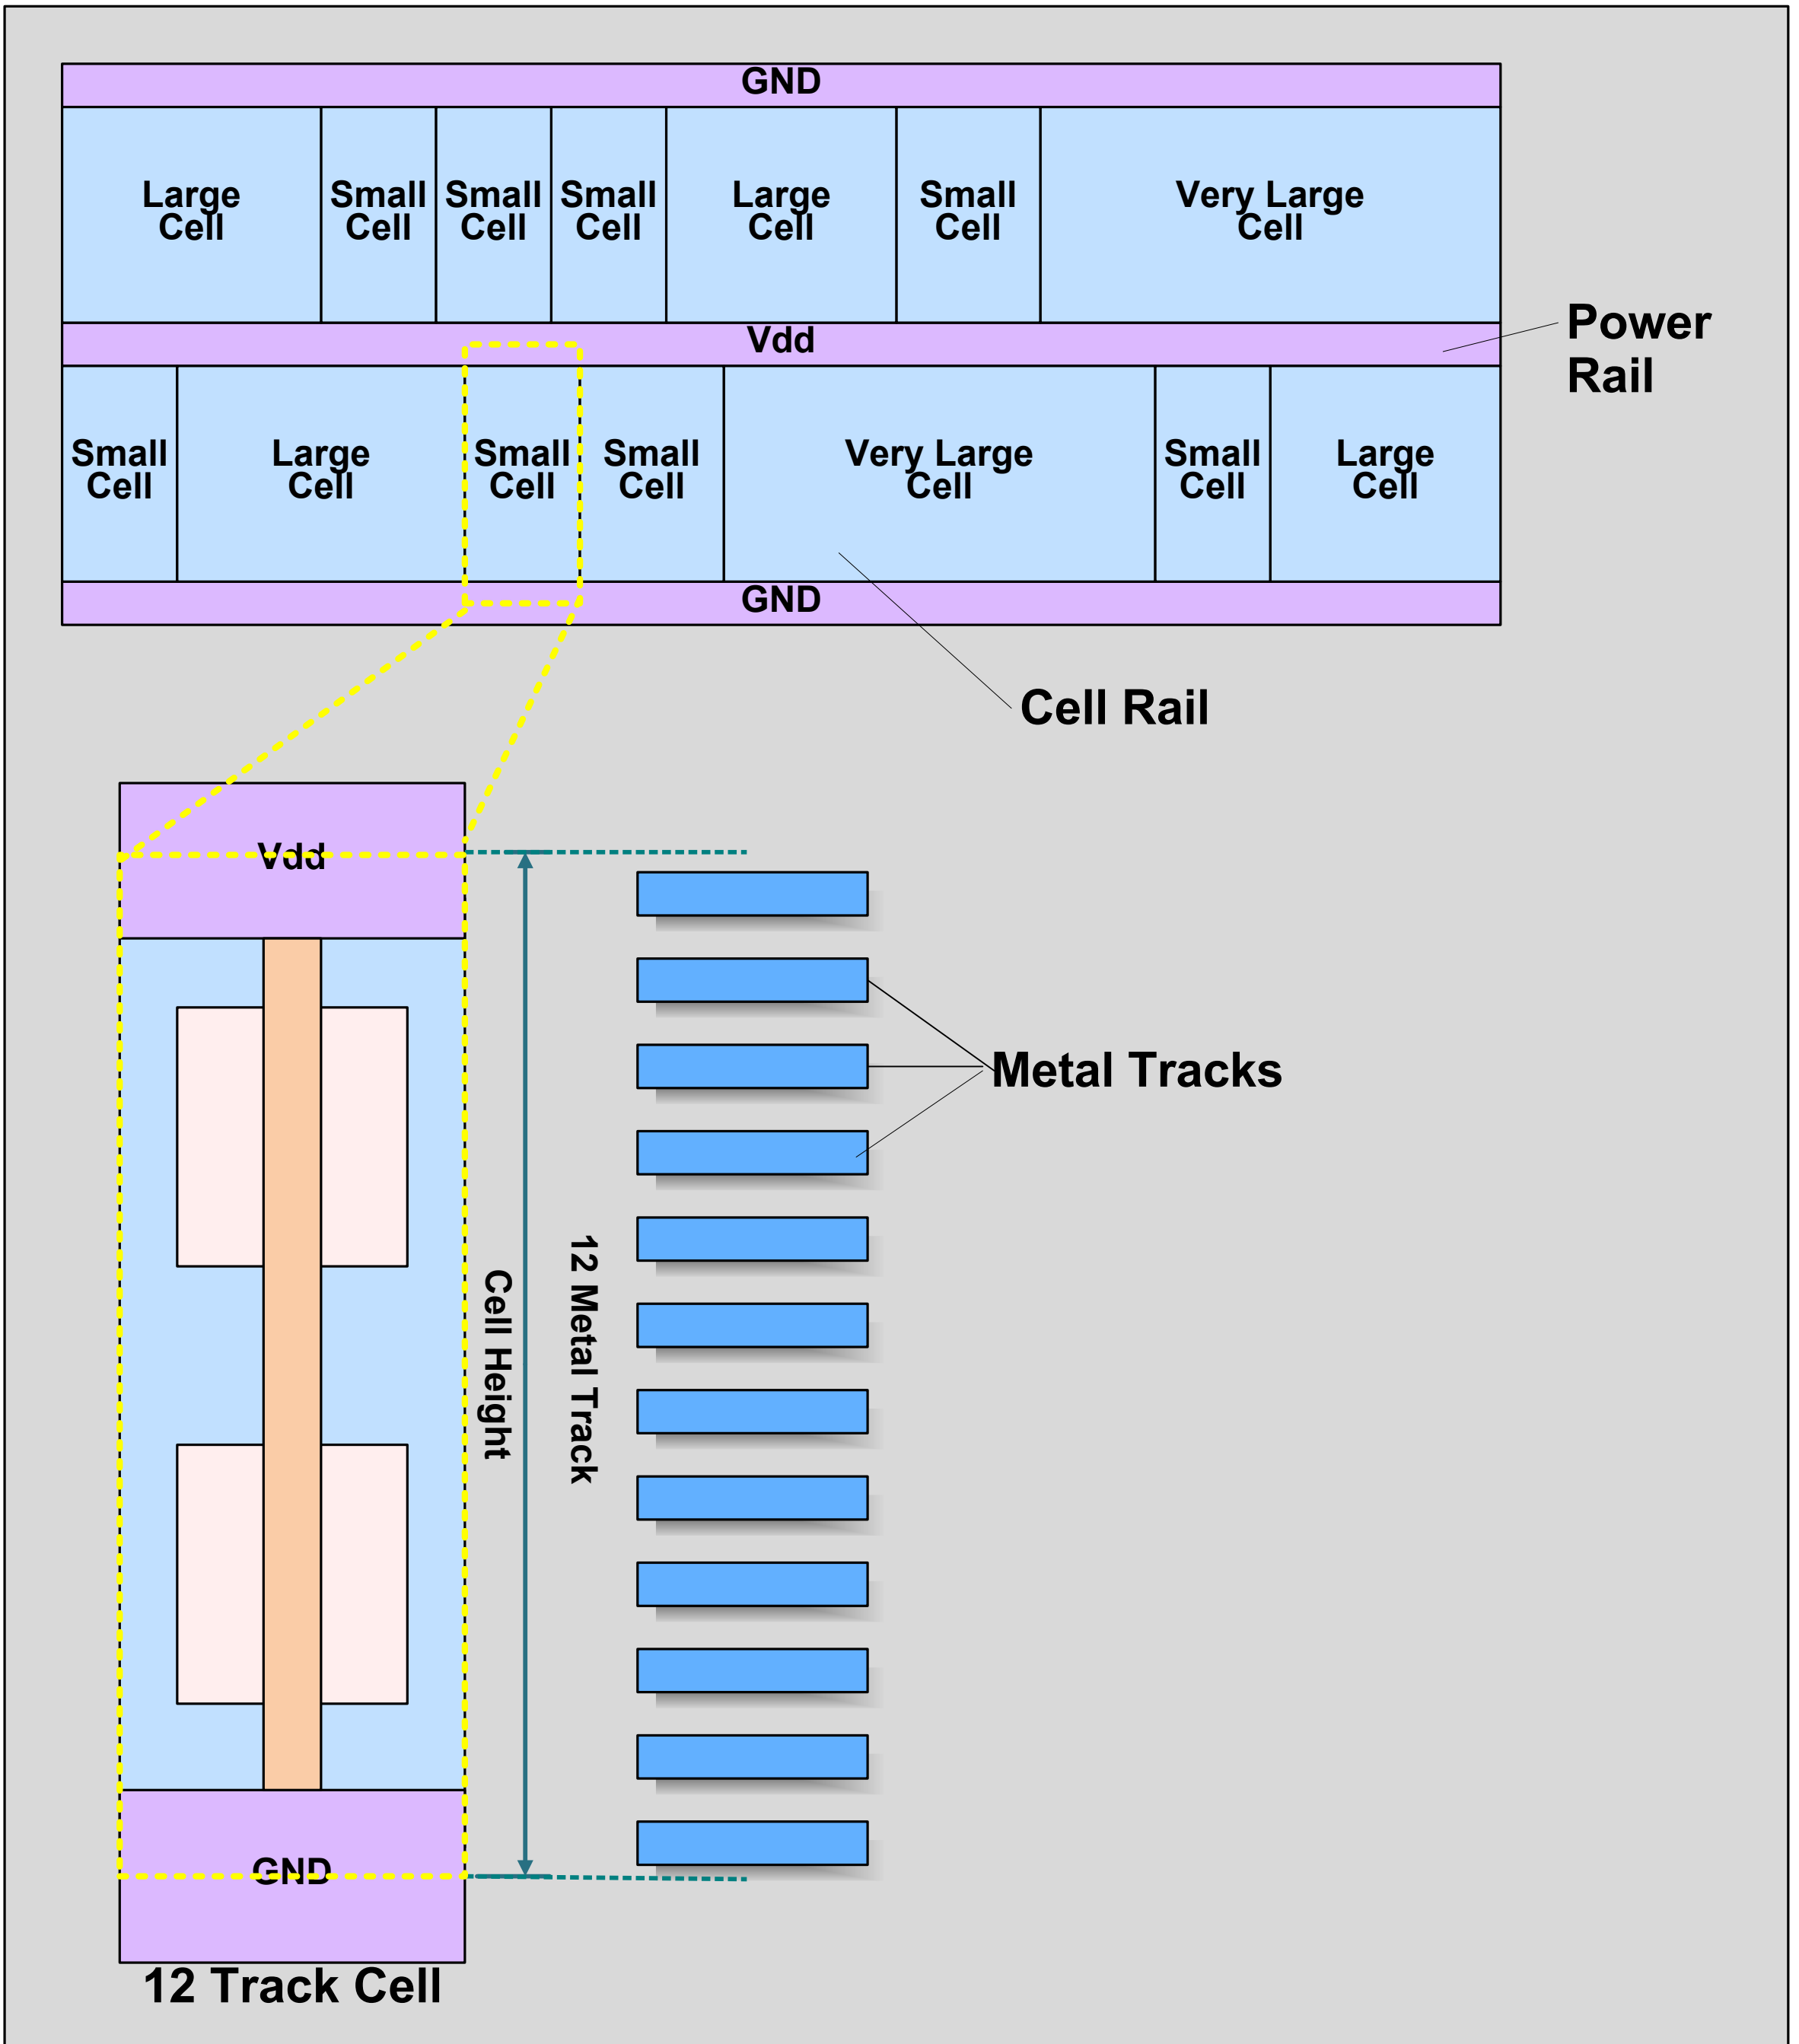 GND
Large
Cell
Small
Cell
Small
Cell
Small
Cell
Large
Cell
Small
Cell
Very Large
Cell
Vdd
Power
Rail
Small
Cell
Large
Cell
Small
Cell
Small
Cell
Very Large
Cell
Small
Cell
Large
Cell
GND
Cell Rail
Vdd
Metal Tracks
Cell Height
12 Metal Track
GND
12 Track Cell